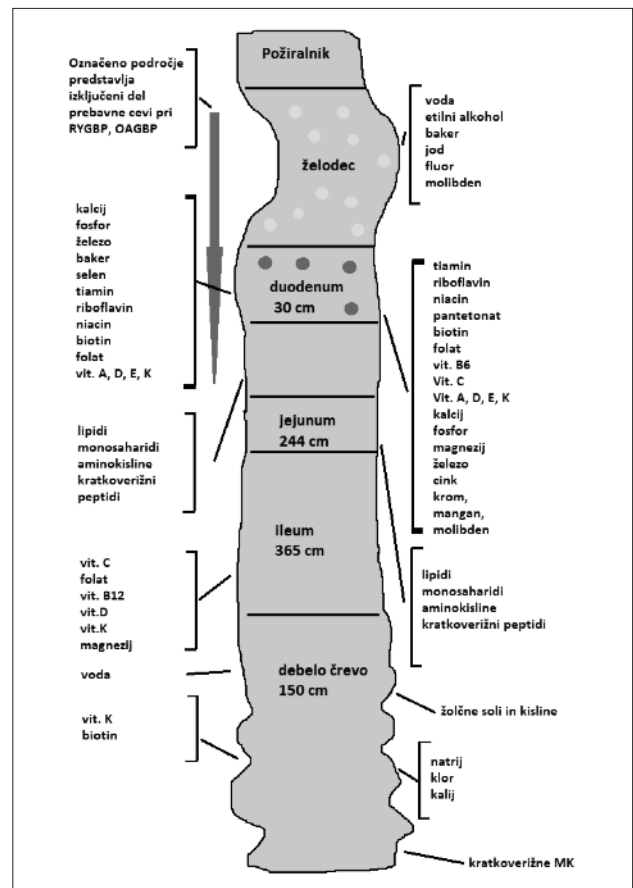 Označeno področje
predstavlja
izključeni del
prebavne cevi pri
RYGBP, OAGBP
kalcij
fosfor
železo
baker
selen
tiamin
riboflavin
niacin
biotin
folat
vit. A, D, E, K
lipidi
monosaharidi
aminokisline
kratkoverižni
peptidi
vit. C
folat
vit. B12
vit.D
vit.K
magnezij
voda
vit. K
biotin
Požiralnik
želodec
duodenum
30 cm
jejunum
244 cm
ileum
365 cm
debelo črevo
150 cm
voda
etilni alkohol
baker
jod
fluor
molibden
tiamin
riboflavin
niacin
pantetonat
biotin
folat
vit. B6
Vit. C
Vit. A, D, E, K
kalcij
fosfor
magnezij
železo
cink
krom,
mangan,
molibden
lipidi
monosaharidi
aminokisline
kratkoverižni peptidi
žolčne soli in kisline
natrij
klor
kalij
kratkoverižne MK